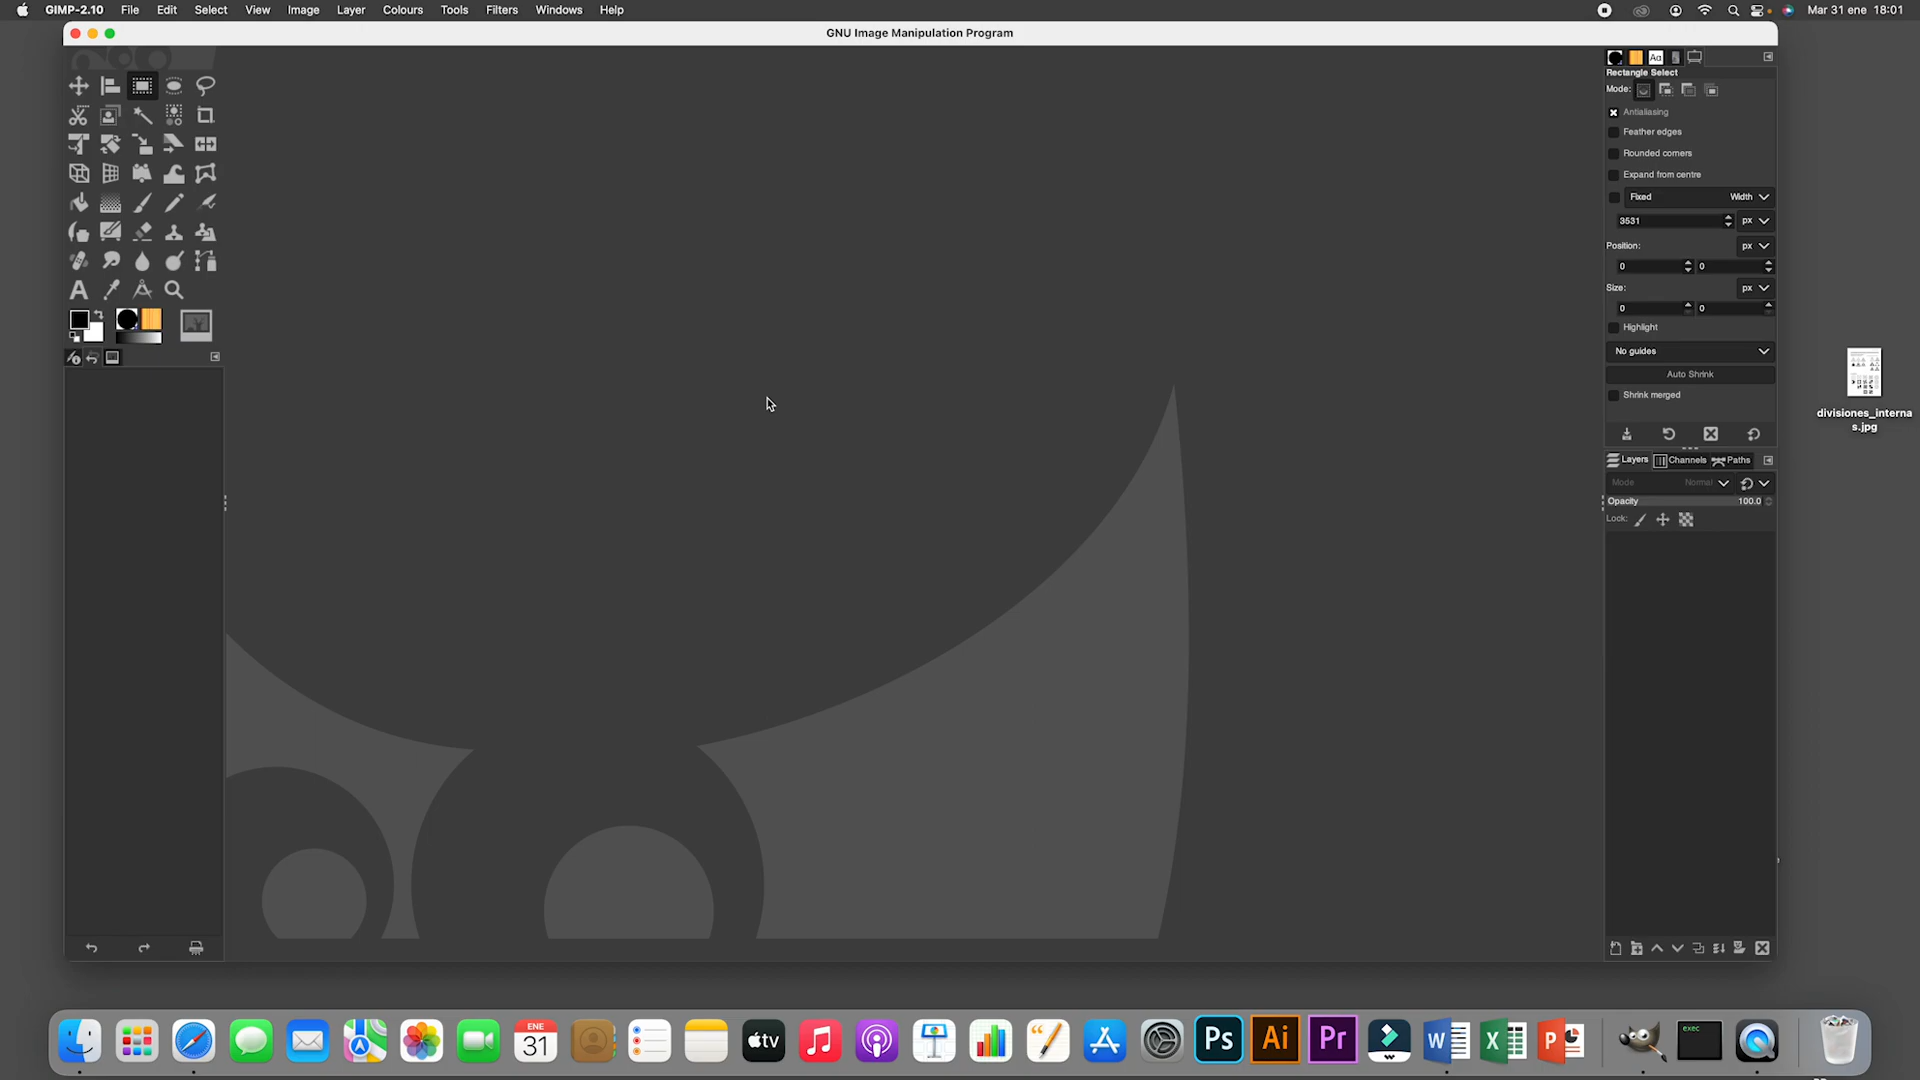 GIMP-2.10 File Edit Select View Image Layer Colours Tools Filters Windows Help Mar 31 ene 18:01
GNU Image Manipulation Program
Aa
Rectangle Select
Mode:
Antialiasing
Feather edges
Rounded corners
Expand from centre
Fixed Width
3531 px
Position: px
0 0
Size: px
0 0
Highlight
No guides
Auto Shrink
Shrink merged
divisiones_interna
s.jpg
Layers Channels Paths
Mode Normal
Opacity 100.0
Lock:
ENE
31
tv
Ps Ai Pr W X P
exec